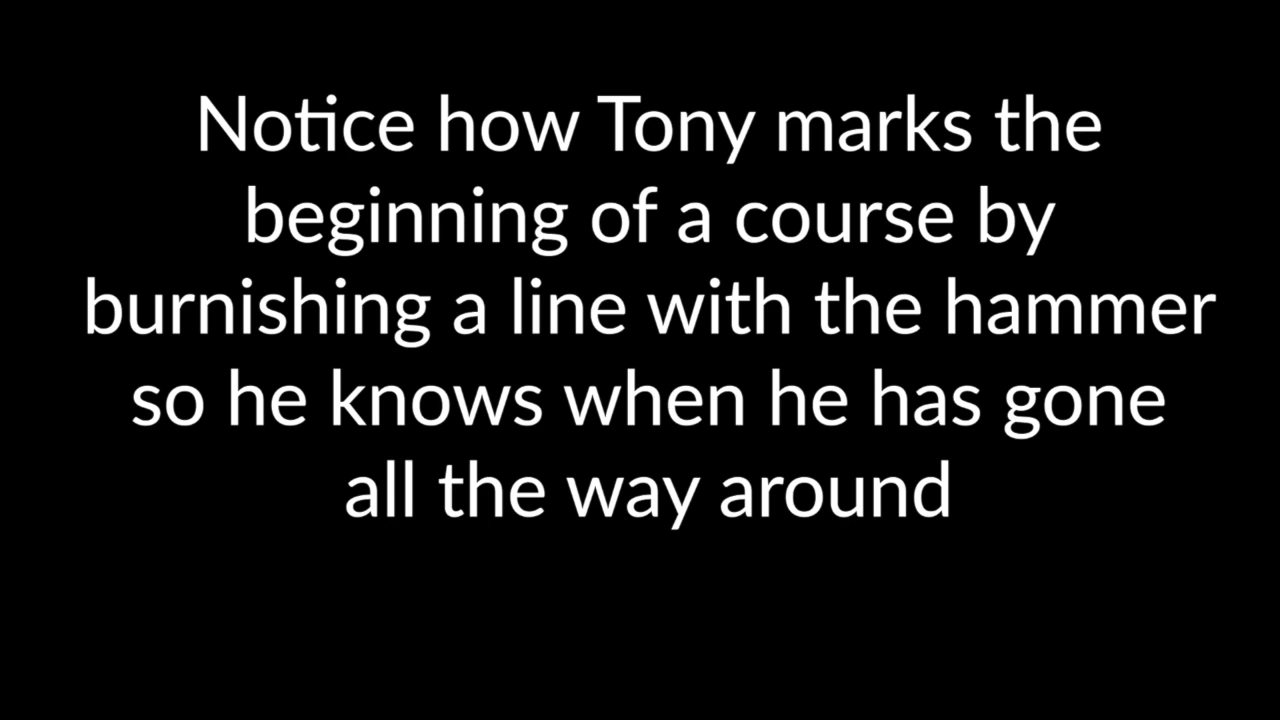 Notice how Tony marks the
beginning of a course by
burnishing a line with the hammer
so he knows when he has gone
all the way around